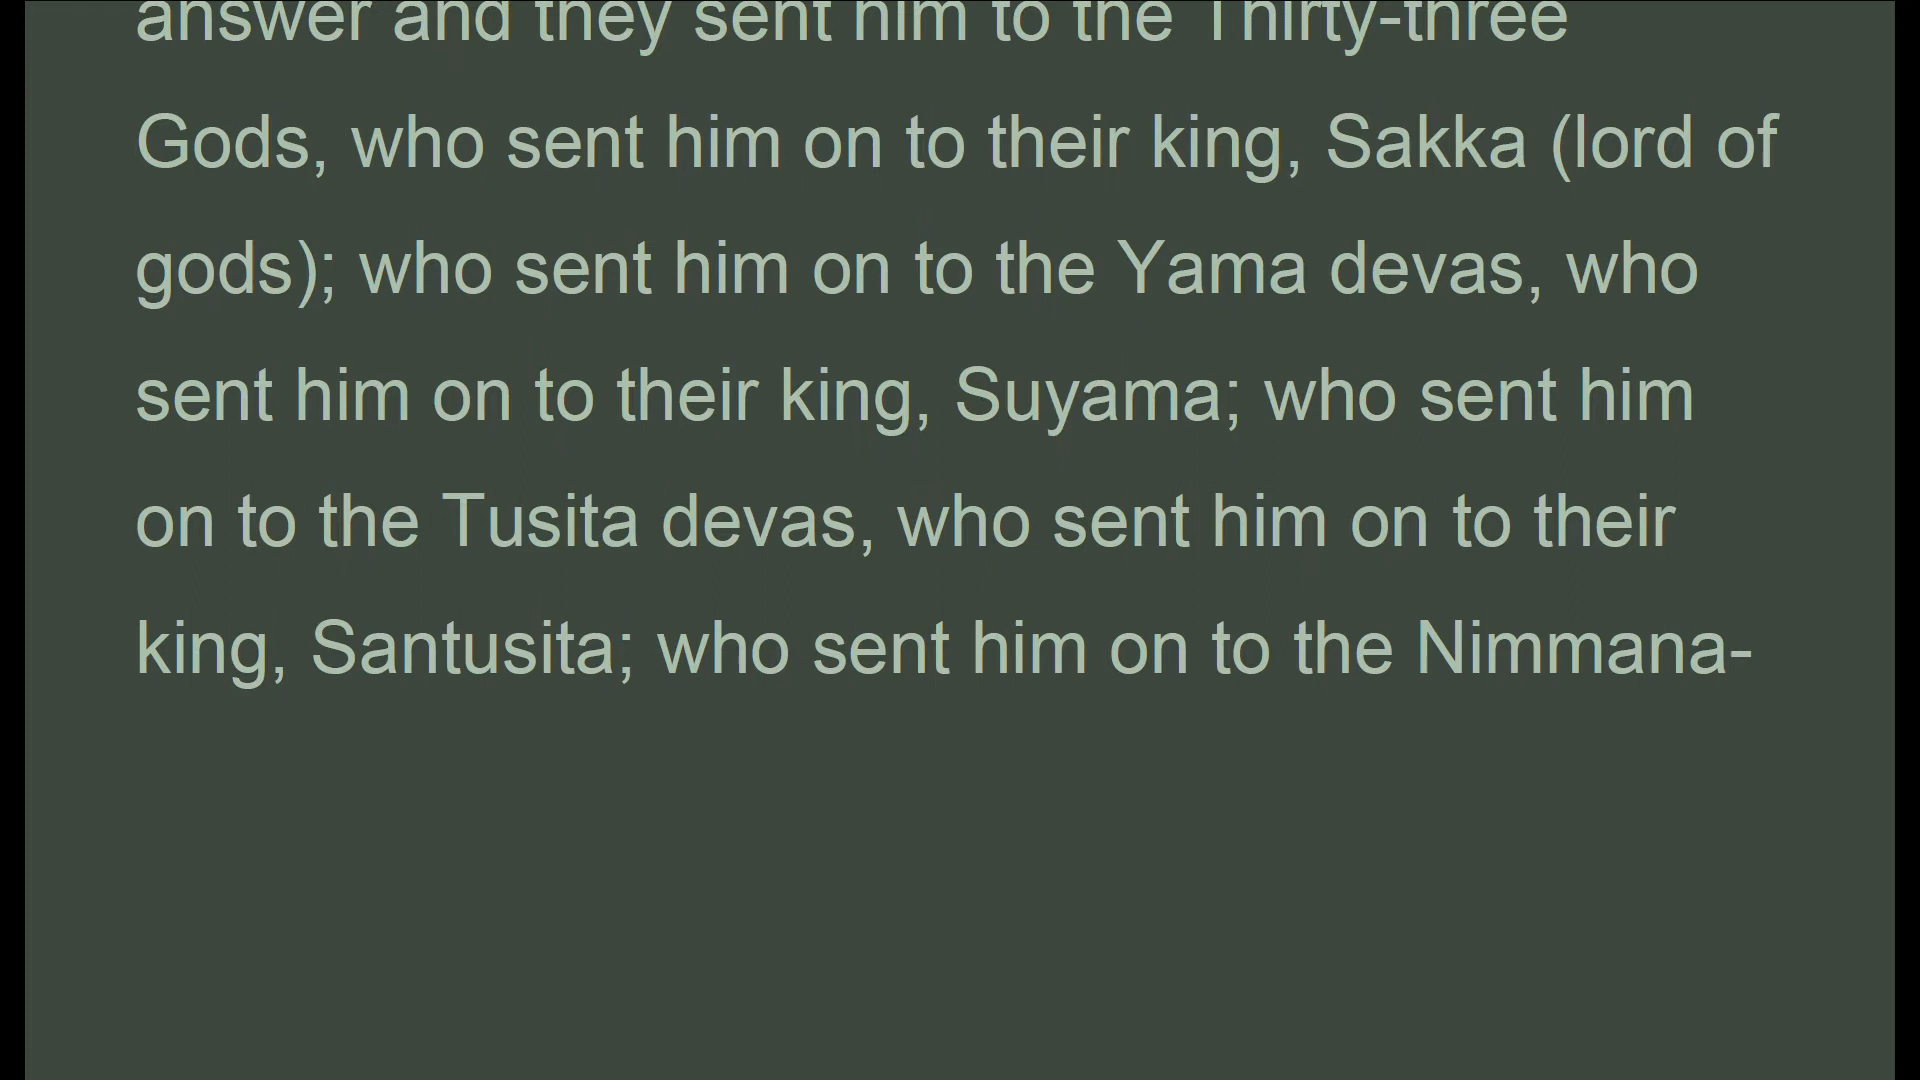 answer and they sent him to the Thirty-three
Gods, who sent him on to their king, Sakka (lord of
gods); who sent him on to the Yama devas, who
sent him on to their king, Suyama; who sent him
on to the Tusita devas, who sent him on to their
king, Santusita; who sent him on to the Nimmana-